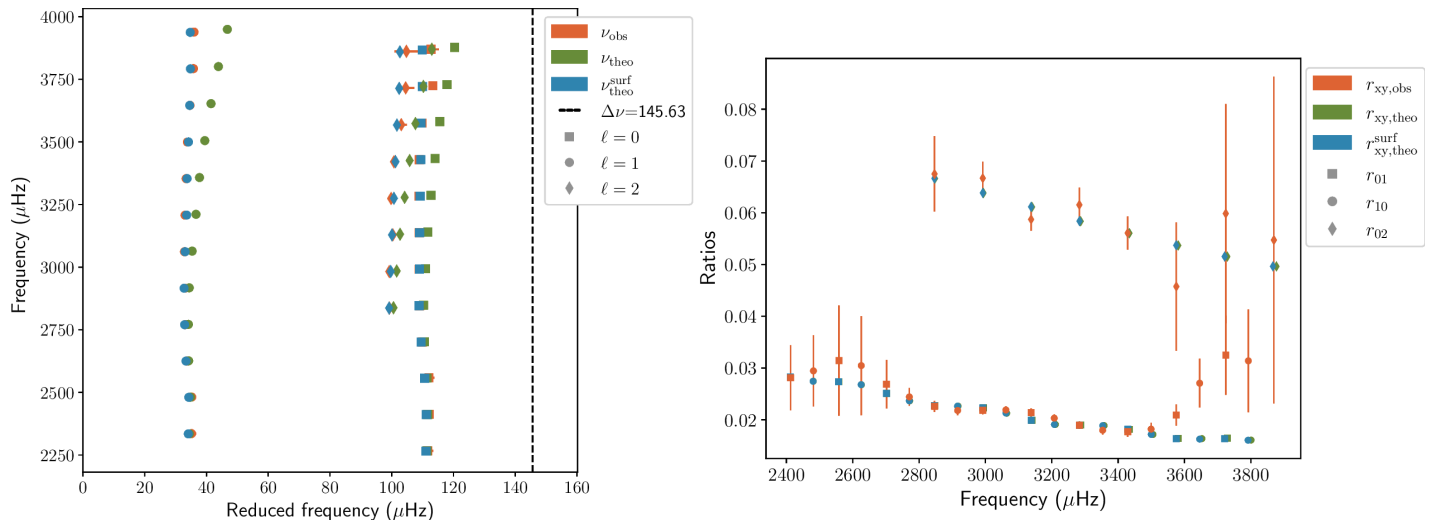 4000
3750
3500
3250
3000
2750
2500
2250
Frequency (μHz)
0
20
40
60
80
100
120
140
160
Reduced frequency (μHz)
ν_obs
ν_theo
ν_theo^surf
Δν=145.63
ℓ = 0
ℓ = 1
ℓ = 2
0.08
0.07
0.06
0.05
0.04
0.03
0.02
Ratios
2400
2600
2800
3000
3200
3400
3600
3800
Frequency (μHz)
r_xy,obs
r_xy,theo
r_xy,theo^surf
r_01
r_10
r_02